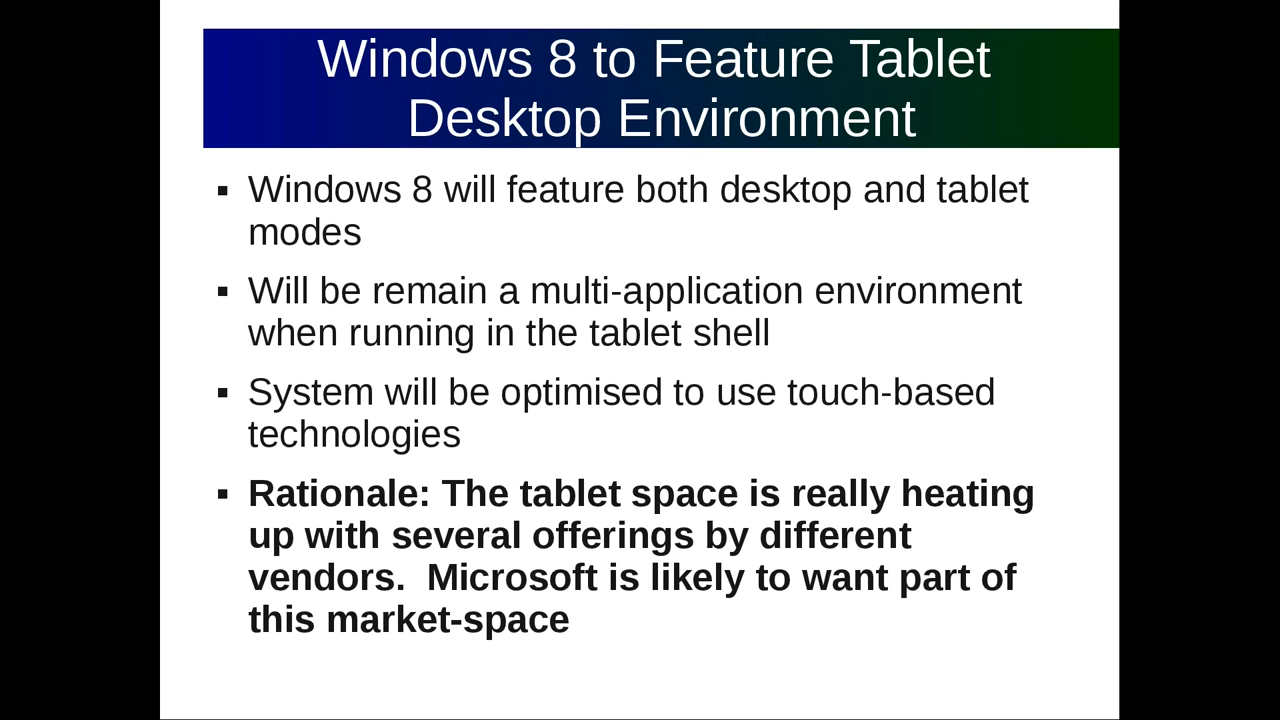 Windows 8 to Feature Tablet
Desktop Environment
▪ Windows 8 will feature both desktop and tablet
modes
▪ Will be remain a multi-application environment
when running in the tablet shell
▪ System will be optimised to use touch-based
technologies
▪ Rationale: The tablet space is really heating
up with several offerings by different
vendors.  Microsoft is likely to want part of
this market-space